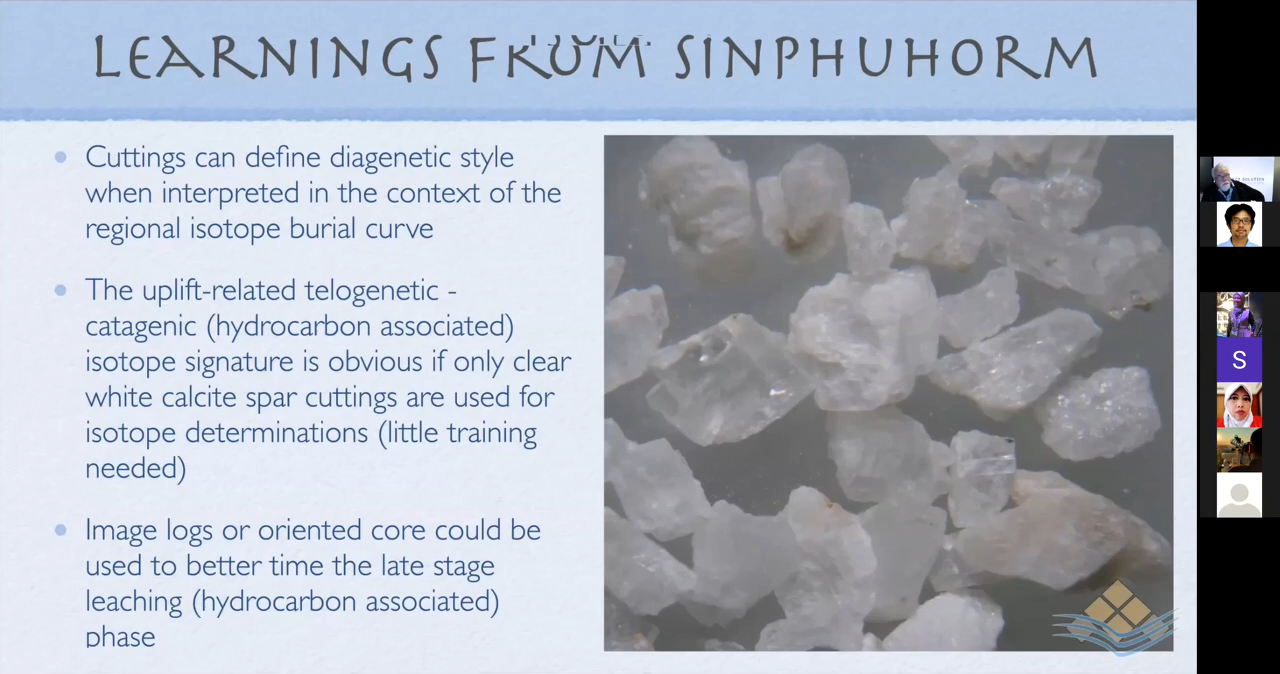 LEARNINGS FROM SINPHUHORM
• Cuttings can define diagenetic style
when interpreted in the context of the
regional isotope burial curve
• The uplift-related telogenetic -
catagenic (hydrocarbon associated)
isotope signature is obvious if only clear
white calcite spar cuttings are used for
isotope determinations (little training
needed)
• Image logs or oriented core could be
used to better time the late stage
leaching (hydrocarbon associated)
phase
S